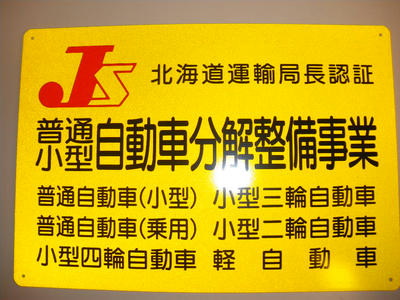 JS 北海道運輸局長認証
普通
小型 自動車分解整備事業
普通自動車(小型) 小型三輪自動車
普通自動車(乗用) 小型二輪自動車
小型四輪自動車 軽自動車